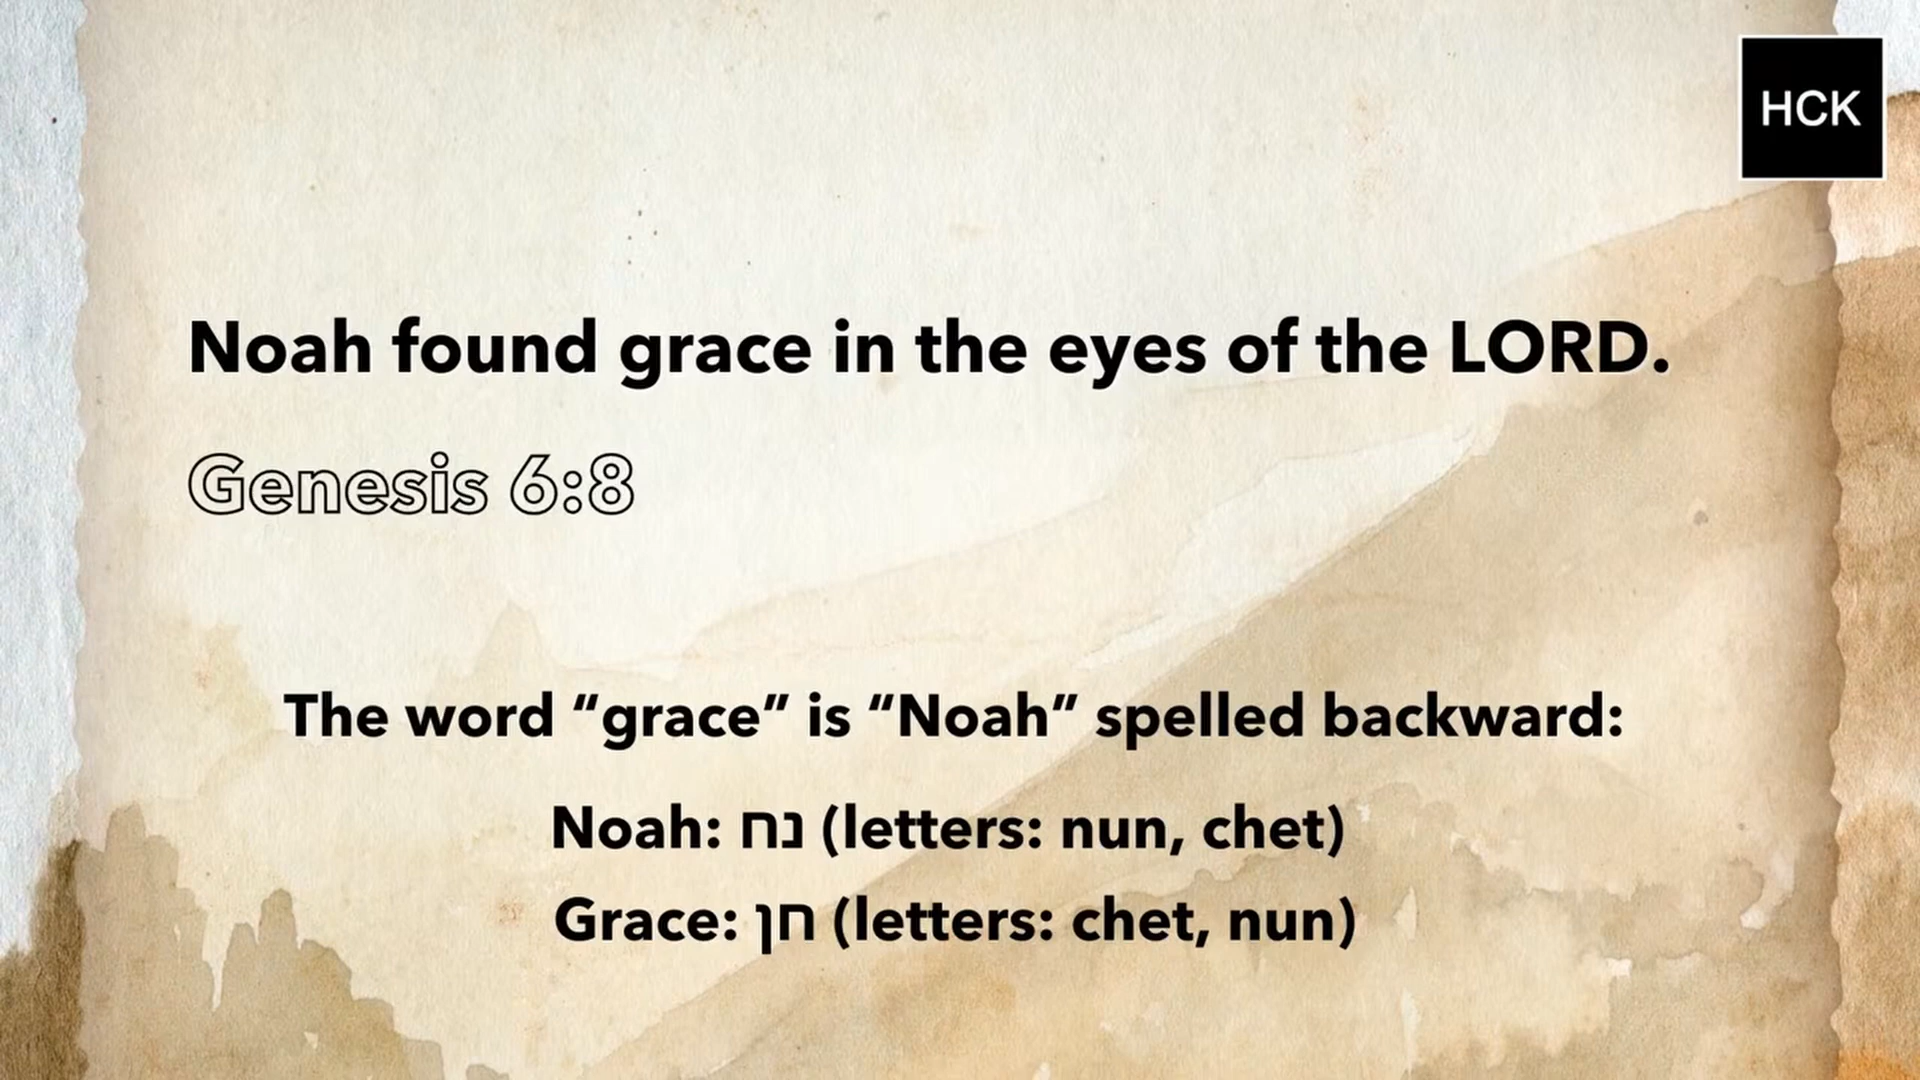 HCK
Noah found grace in the eyes of the LORD.
Genesis 6:8
The word “grace” is “Noah” spelled backward:
Noah: נח (letters: nun, chet)
Grace: חן (letters: chet, nun)